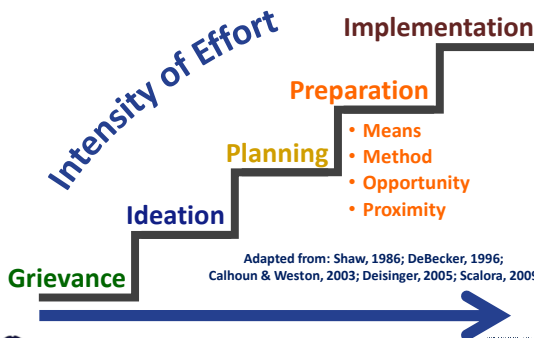 Implementation
Intensity of Effort
Preparation
• Means
• Method
• Opportunity
• Proximity
Planning
Ideation
Grievance
Adapted from: Shaw, 1986; DeBecker, 1996;
Calhoun & Weston, 2003; Deisinger, 2005; Scalora, 2009